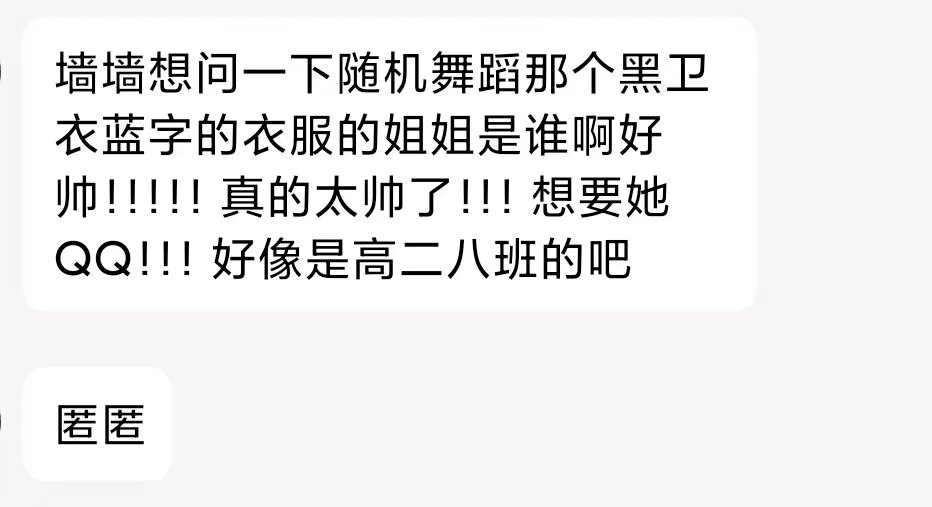 墙墙想问一下随机舞蹈那个黑卫
衣蓝字的衣服的姐姐是谁啊好
帅!!!!! 真的太帅了!!! 想要她
QQ!!! 好像是高二八班的吧
匿匿